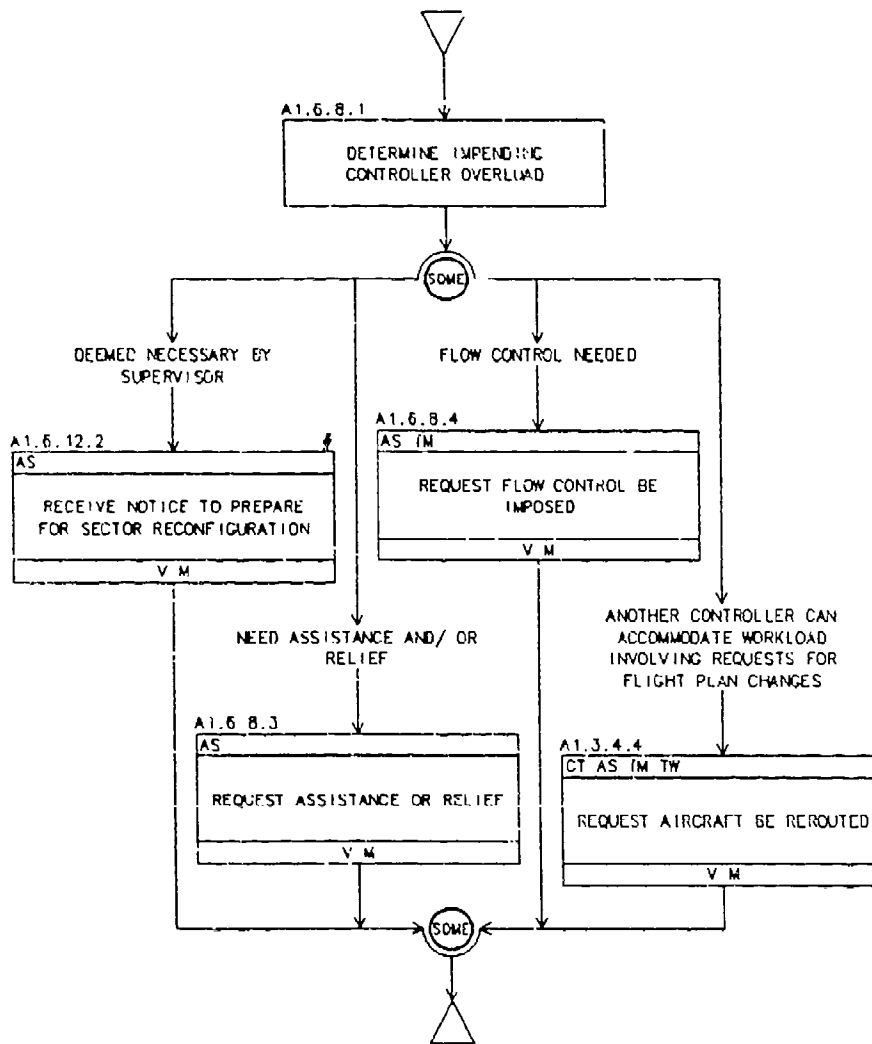 A1.6.8.1
DETERMINE IMPENDING
CONTROLLER OVERLOAD
SOME
DEEMED NECESSARY BY
SUPERVISOR
FLOW CONTROL NEEDED
A1.6.12.2
AS
RECEIVE NOTICE TO PREPARE
FOR SECTOR RECONFIGURATION
V M
A1.6.8.4
AS TM
REQUEST FLOW CONTROL BE
IMPOSED
V M
NEED ASSISTANCE AND/ OR
RELIEF
ANOTHER CONTROLLER CAN
ACCOMMODATE WORKLOAD
INVOLVING REQUESTS FOR
FLIGHT PLAN CHANGES
A1.6 8.3
AS
REQUEST ASSISTANCE OR RELIEF
V M
A1.3.4.4
CT AS TM TW
REQUEST AIRCRAFT BE REROUTED
V M
SOME